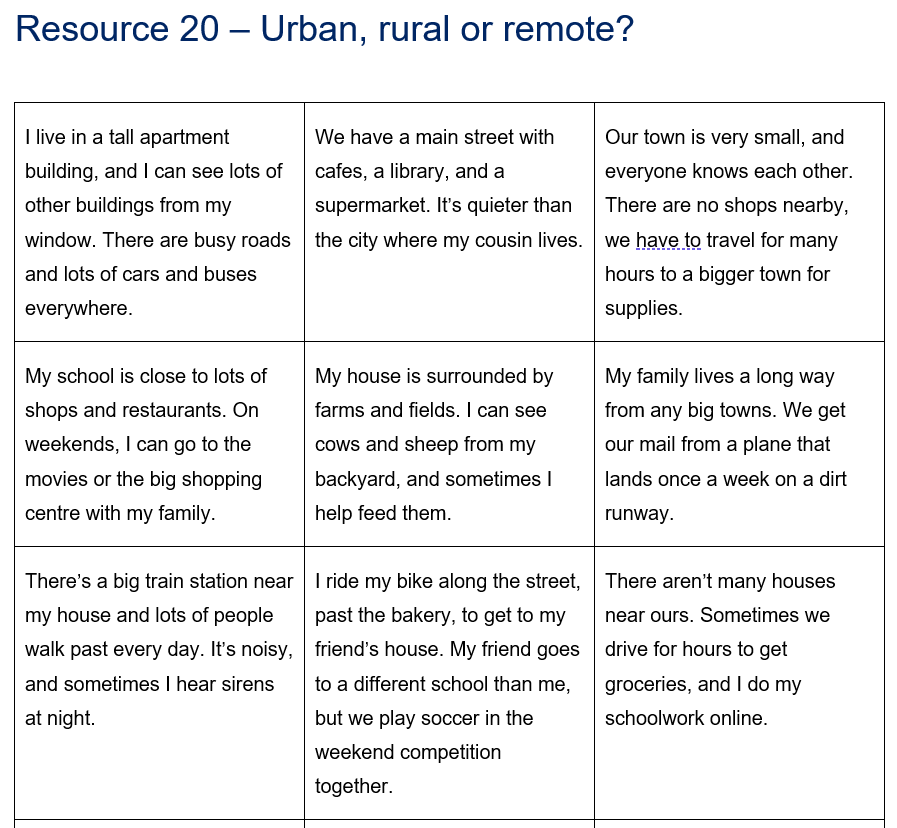 Resource 20 – Urban, rural or remote?
I live in a tall apartment
building, and I can see lots of
other buildings from my
window. There are busy roads
and lots of cars and buses
everywhere.
We have a main street with
cafes, a library, and a
supermarket. It’s quieter than
the city where my cousin lives.
Our town is very small, and
everyone knows each other.
There are no shops nearby,
we have to travel for many
hours to a bigger town for
supplies.
My school is close to lots of
shops and restaurants. On
weekends, I can go to the
movies or the big shopping
centre with my family.
My house is surrounded by
farms and fields. I can see
cows and sheep from my
backyard, and sometimes I
help feed them.
My family lives a long way
from any big towns. We get
our mail from a plane that
lands once a week on a dirt
runway.
There’s a big train station near
my house and lots of people
walk past every day. It’s noisy,
and sometimes I hear sirens
at night.
I ride my bike along the street,
past the bakery, to get to my
friend’s house. My friend goes
to a different school than me,
but we play soccer in the
weekend competition
together.
There aren’t many houses
near ours. Sometimes we
drive for hours to get
groceries, and I do my
schoolwork online.